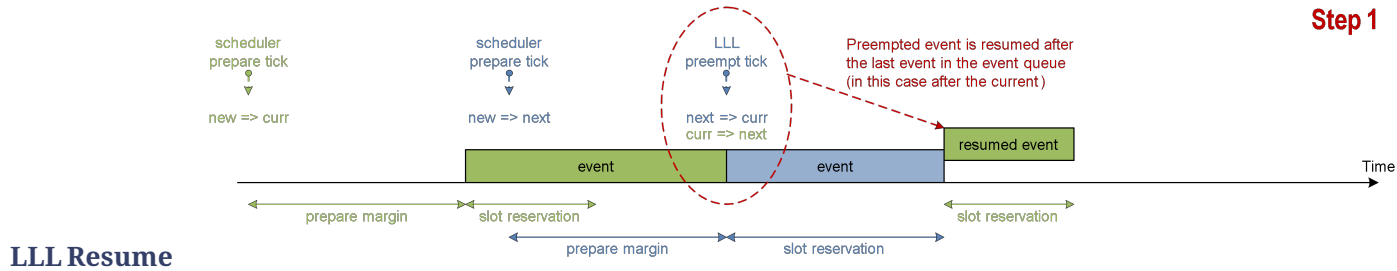 Step 1
scheduler
prepare tick
new => curr
scheduler
prepare tick
new => next
LLL
preempt tick
next => curr
curr => next
Preempted event is resumed after
the last event in the event queue
(in this case after the current)
event
event
resumed event
Time
prepare margin
slot reservation
slot reservation
prepare margin
slot reservation
LLL Resume